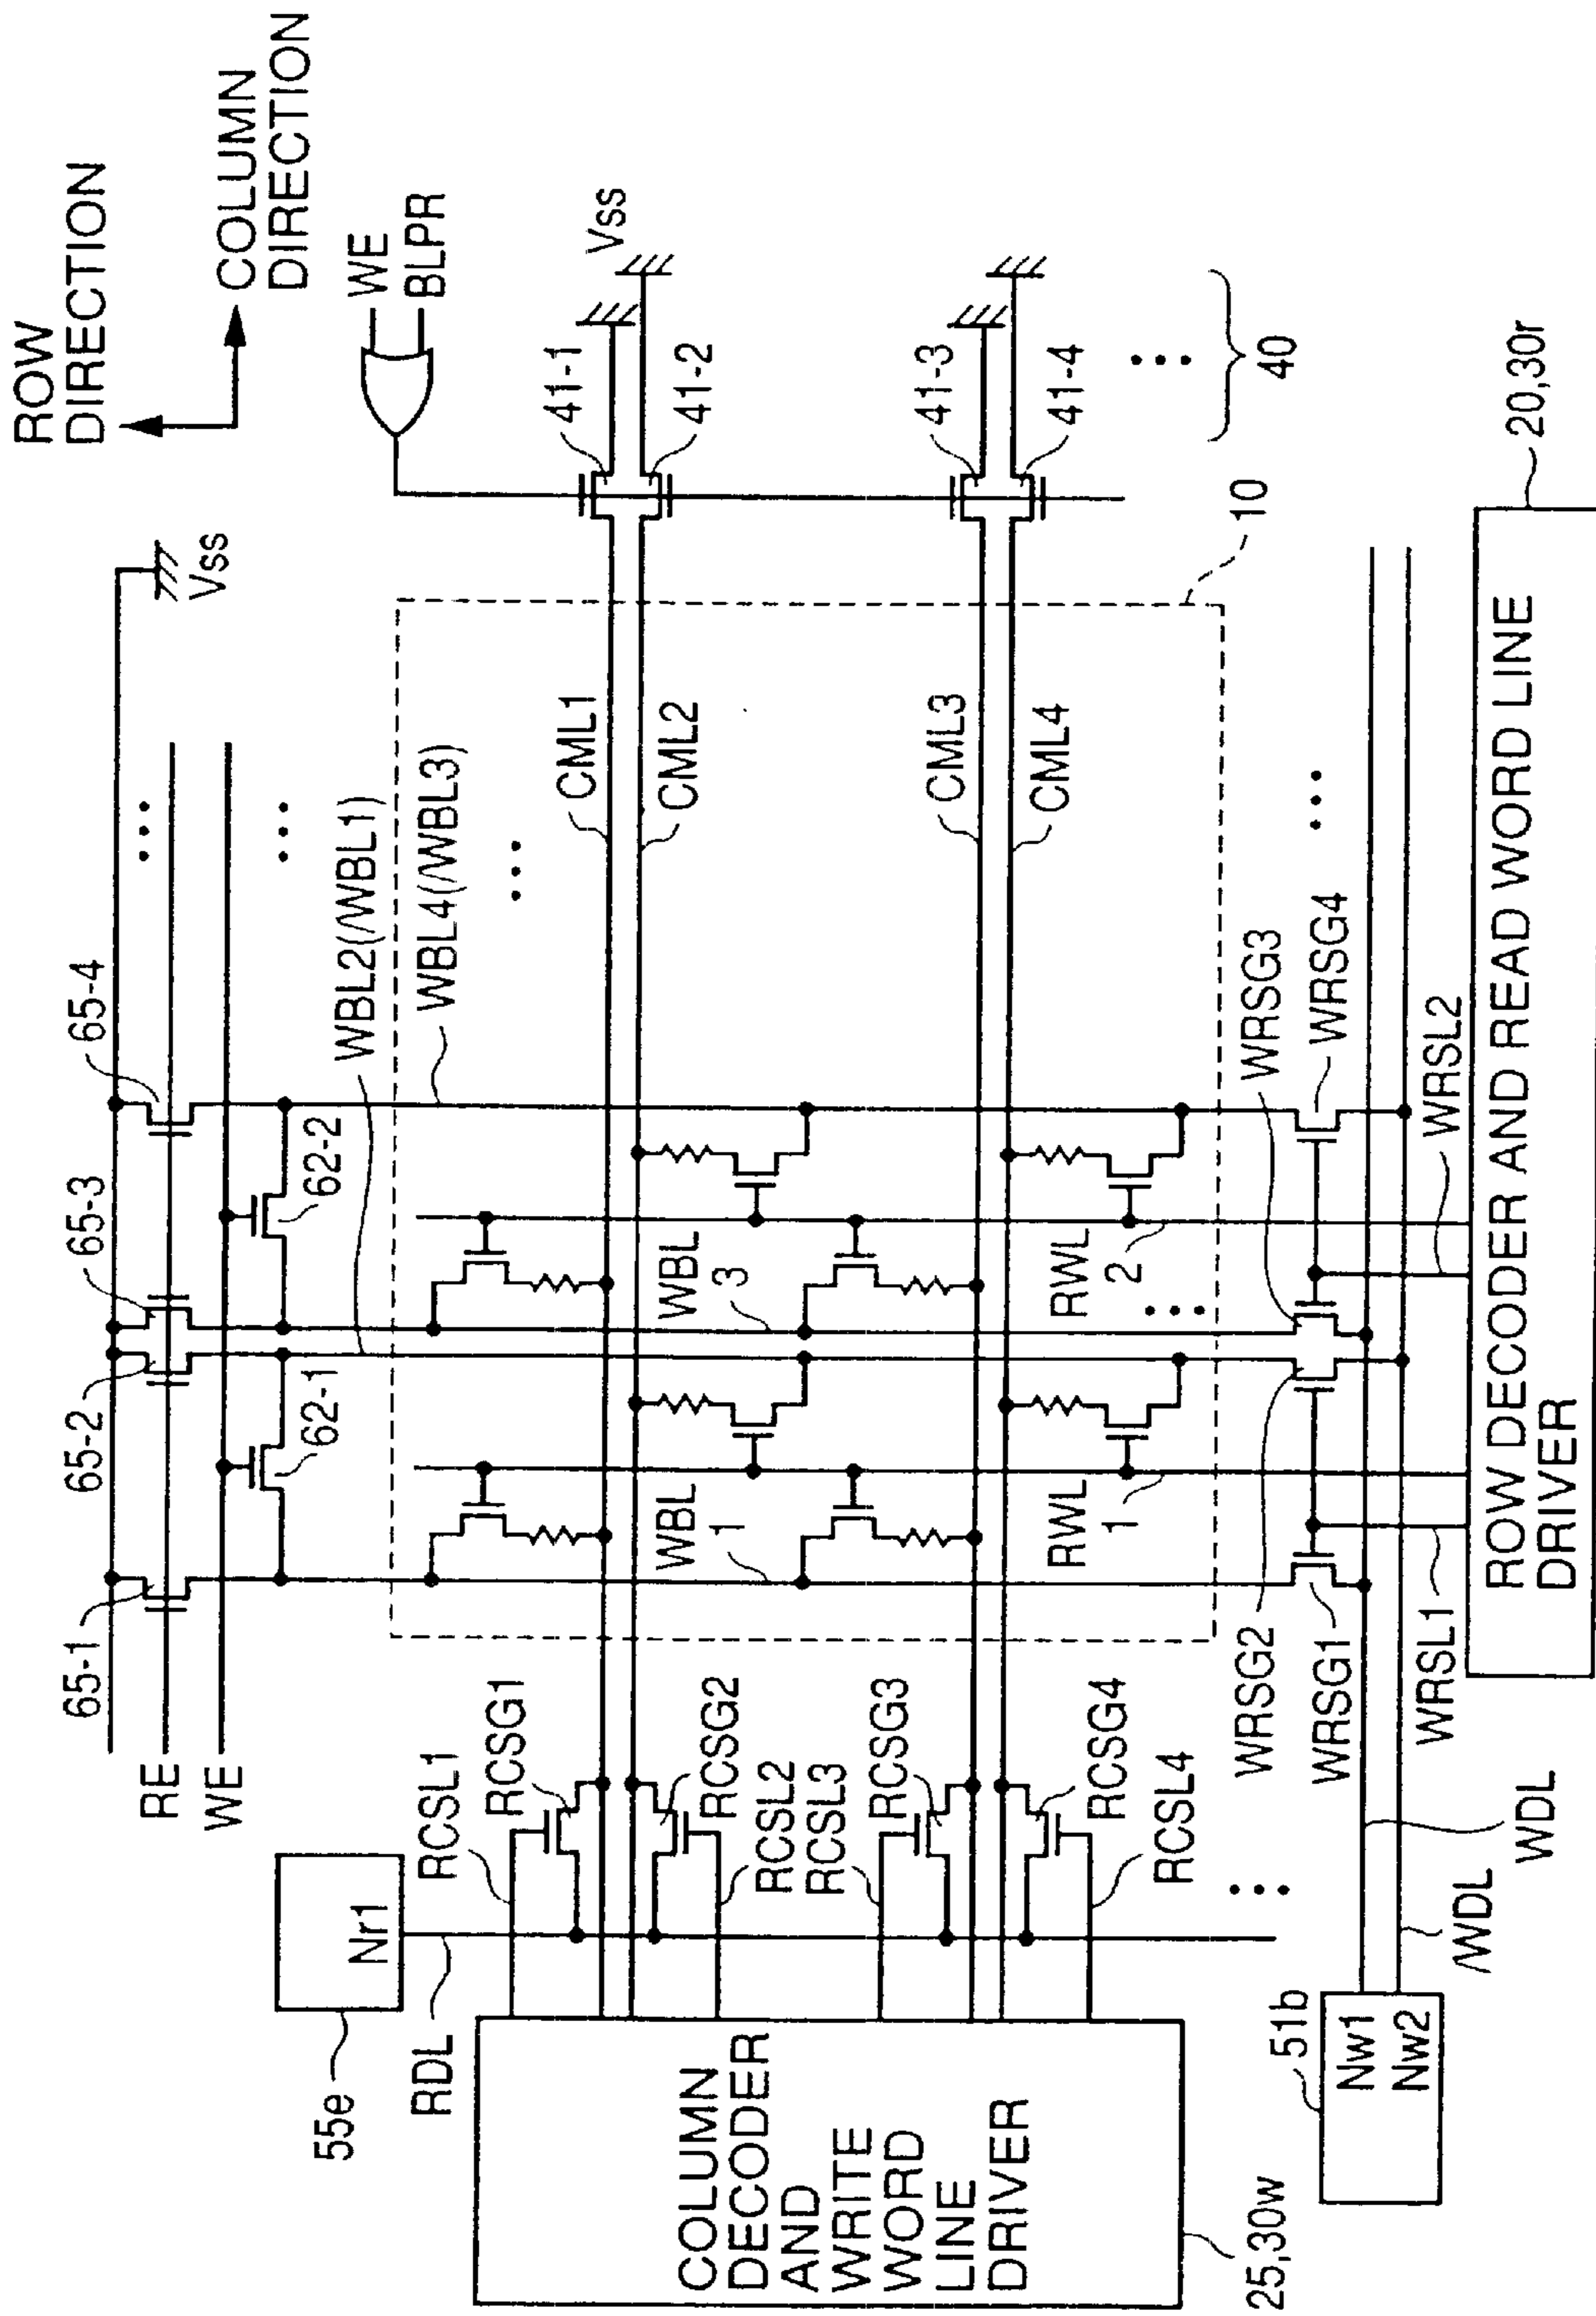 ROW
DIRECTION
COLUMN
DIRECTION
WE
BLPR
Vss
Vss
65-1
65-2
65-3
65-4
RE
WE
62-1
62-2
WBL2(/WBL1)
WBL4(/WBL3)
41-1
41-2
41-3
41-4
40
10
CML1
CML2
CML3
CML4
WBL
1
WBL
3
RWL
1
RWL
2
55e
Nr1
RDL
RCSL1
RCSG1
RCSG2
RCSL2
RCSL3
RCSG3
RCSG4
RCSL4
COLUMN
DECODER
AND
WRITE
WORD
LINE
DRIVER
25,30w
51b
Nw1
Nw2
/WDL
WDL
WRSG2
WRSG1
WRSL1
WRSG3
WRSG4
WRSL2
ROW DECODER AND READ WORD LINE
DRIVER
20,30r